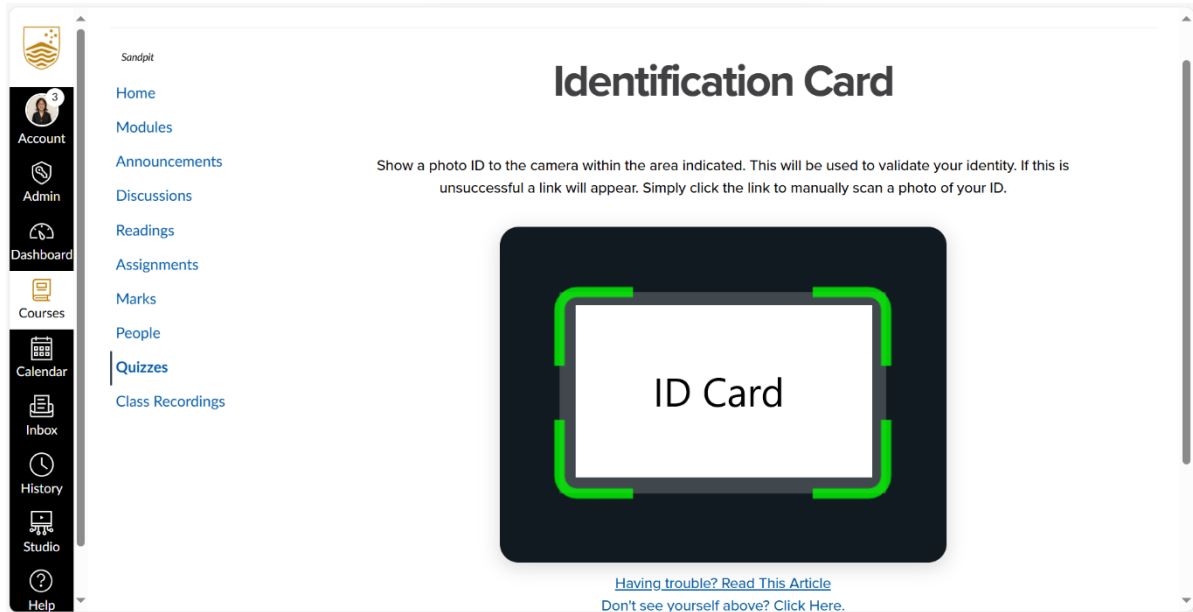 3
Account
Admin
Dashboard
Courses
Calendar
Inbox
History
Studio
Help
Sandpit
Home
Modules
Announcements
Discussions
Readings
Assignments
Marks
People
Quizzes
Class Recordings
Identification Card
Show a photo ID to the camera within the area indicated. This will be used to validate your identity. If this is
unsuccessful a link will appear. Simply click the link to manually scan a photo of your ID.
ID Card
Having trouble? Read This Article
Don't see yourself above? Click Here.